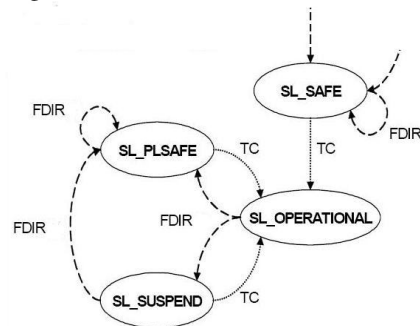 SL_SAFE
FDIR
FDIR
SL_PLSAFE
TC
TC
FDIR
FDIR
SL_OPERATIONAL
SL_SUSPEND
TC